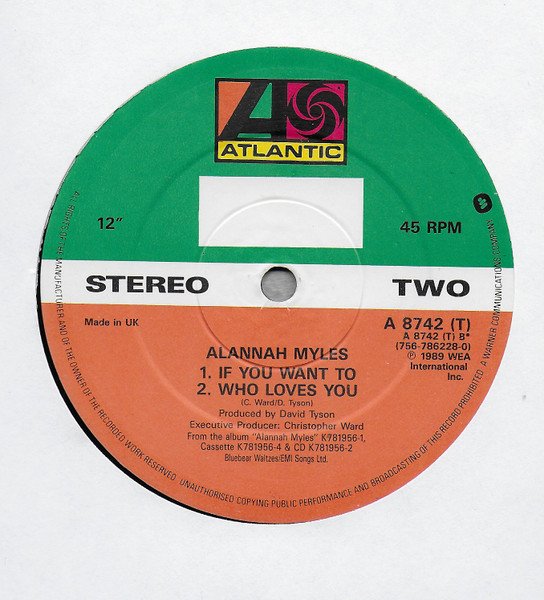 ATLANTIC
12"
45 RPM
STEREO
TWO
Made in UK
A 8742 (T)
A 8742 (T) B*
(756-786228-0)
℗ 1989 WEA
International
Inc.
ALANNAH MYLES
1. IF YOU WANT TO
2. WHO LOVES YOU
(C. Ward/D. Tyson)
Produced by David Tyson
Executive Producer: Christopher Ward
From the album "Alannah Myles" K781956-1,
Cassette K781956-4 & CD K781956-2
Bluebear Waltzes/EMI Songs Ltd.
ALL RIGHTS OF THE MANUFACTURER AND OF THE OWNER OF THE RECORDED WORK RESERVED. UNAUTHORISED COPYING PUBLIC PERFORMANCE AND BROADCASTING OF THIS RECORD PROHIBITED. A WARNER COMMUNICATIONS COMPANY